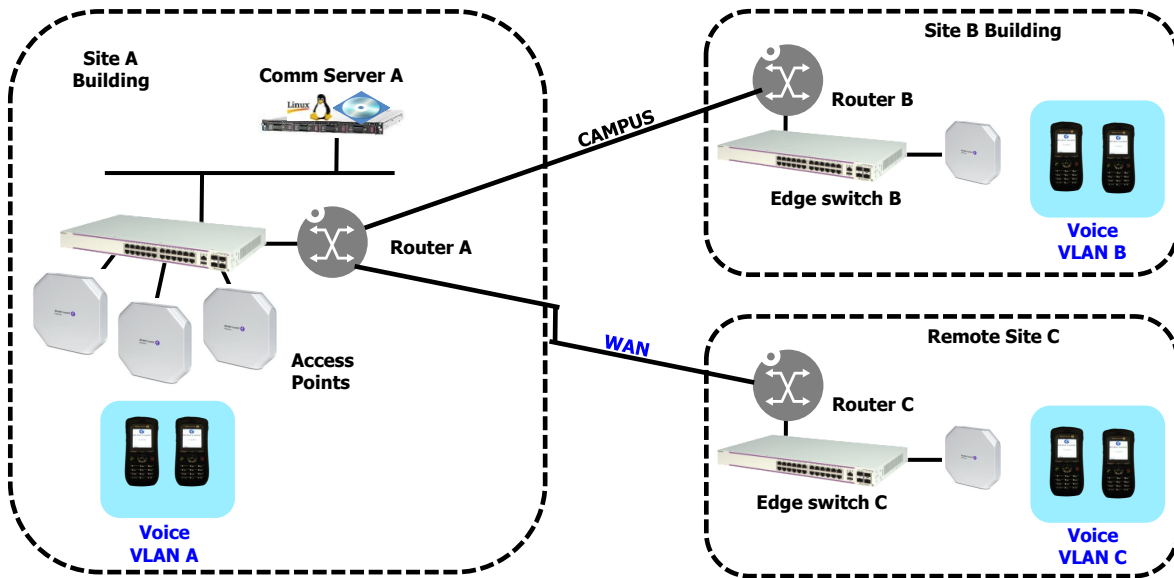 Site A
Building
Comm Server A
Linux
Router A
Access
Points
Voice
VLAN A
CAMPUS
WAN
Site B Building
Router B
Edge switch B
Voice
VLAN B
Remote Site C
Router C
Edge switch C
Voice
VLAN C